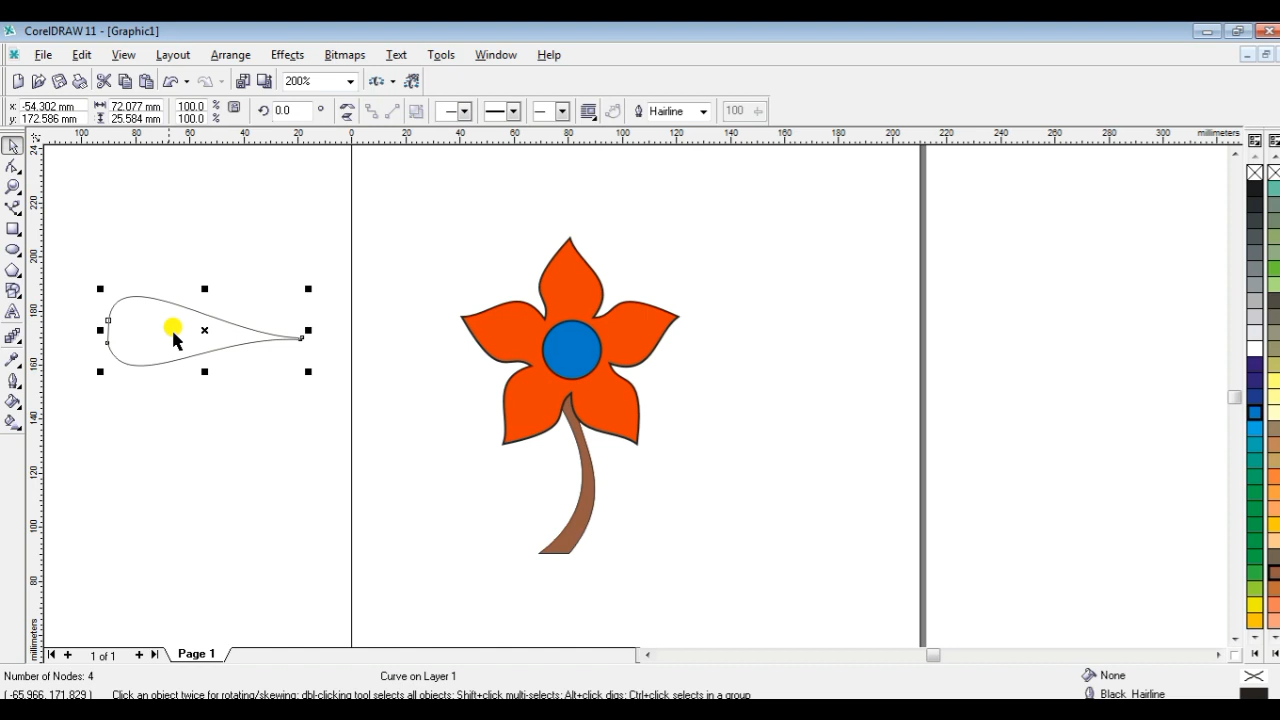 CorelDRAW 11 - [Graphic1]
File Edit View Layout Arrange Effects Bitmaps Text Tools Window Help
200%
x: -54.302 mm 72.077 mm 100.0 % 0.0 ° Hairline 100
y: 172.586 mm 25.584 mm 100.0 %
100 80 60 40 20 0 20 40 60 80 100 120 140 160 180 200 220 240 260 280 300 millimeters
24
220
200
180
160
140
120
100
80
millimeters
1 of 1 Page 1
Number of Nodes: 4 Curve on Layer 1 None
( -65.966, 171.829 ) Click an object twice for rotating/skewing; dbl-clicking tool selects all objects; Shift+click multi-selects; Alt+click digs; Ctrl+click selects in a group Black Hairline